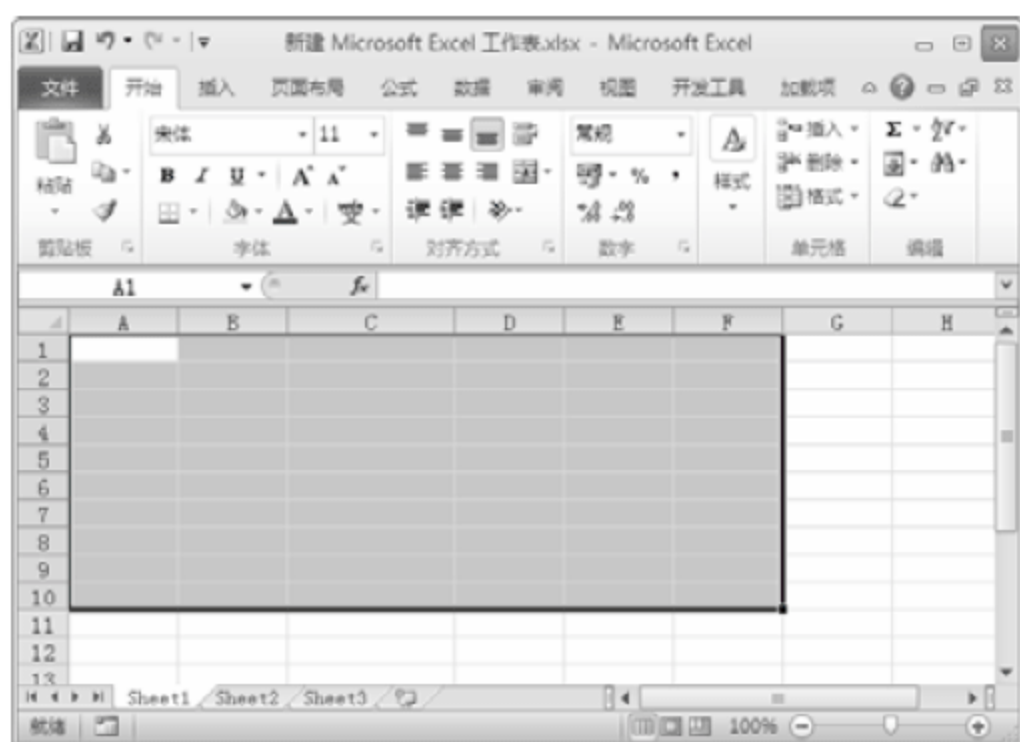 新建 Microsoft Excel 工作表.xlsx - Microsoft Excel
文件 开始 插入 页面布局 公式 数据 审阅 视图 开发工具 加载项
宋体 11 常规 插入
粘贴 B I U A A % 样式 删除
A 格式
剪贴板 字体 对齐方式 数字 单元格 编辑
A1 fx
A B C D E F G H
1
2
3
4
5
6
7
8
9
10
11
12
13
Sheet1 Sheet2 Sheet3
就绪 100%